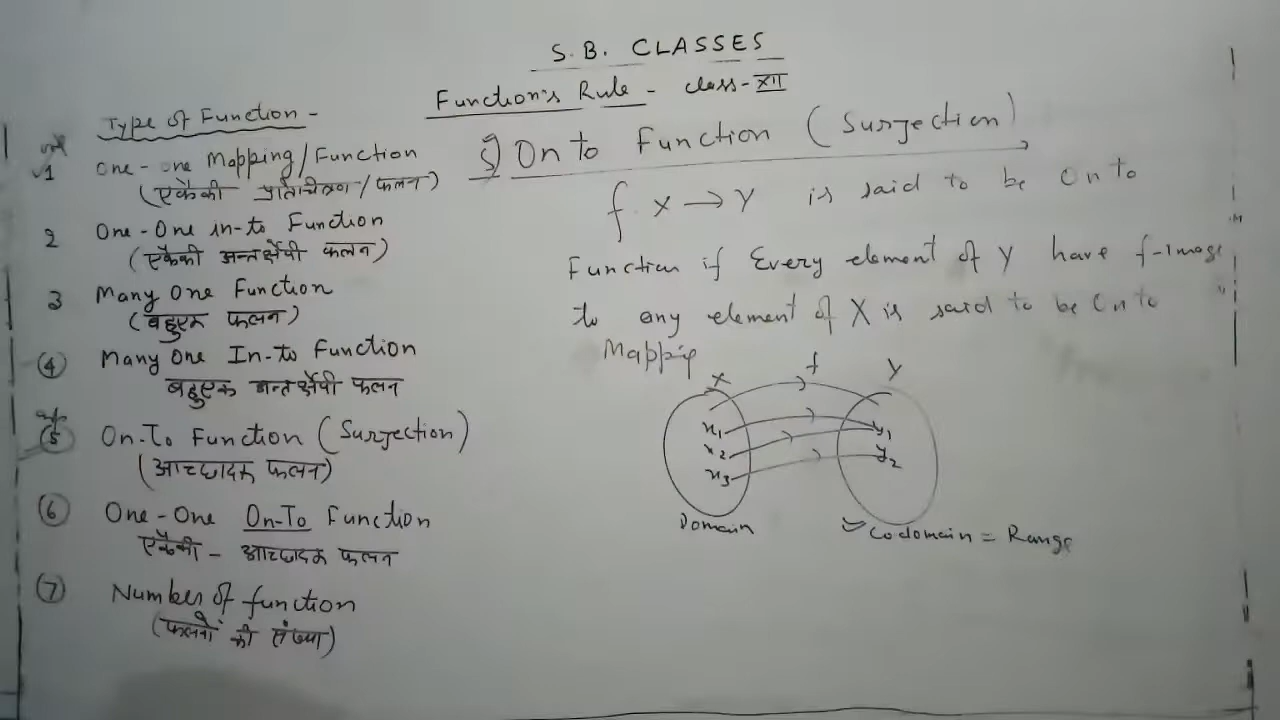 S. B. CLASSES
Function's Rule - class-XII
Type of Function -
1 One-one Mapping/Function
(एकैकी प्रतिचित्रण/फलन)
2 One-One in-to Function
(एकैकी अन्तर्क्षेपी फलन)
3 Many One Function
(बहुएक फलन)
4 Many One In-to Function
बहुएक अन्तर्क्षेपी फलन
5 On-To Function (Surjection)
(आच्छादक फलन)
6 One-One On-To Function
एकैकी - आच्छादक फलन
7 Number of function
(फलनों की संख्या)
5) On to Function (Surjection)
f. X → Y is said to be Onto
Function if Every element of Y have f-Image
to any element of X is said to be Onto
Mapping
X f Y
x1 y1
x2 y2
x3
Domain
Codomain = Range